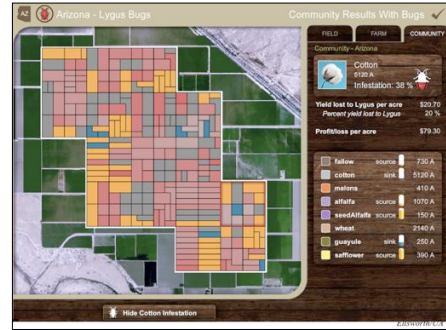 AZ Arizona - Lygus Bugs
Community Results With Bugs
FIELD FARM COMMUNITY
Community - Arizona
Cotton
5120 A
Infestation: 38 %
Yield lost to Lygus per acre $20.70
Percent yield lost to Lygus 20 %
Profit/loss per acre $79.30
fallow source 730 A
cotton sink 5120 A
melons 410 A
alfalfa source 1070 A
seedAlfalfa source 150 A
wheat 2140 A
guayule sink 250 A
safflower source 390 A
Hide Cotton Infestation
Ellsworth/UA